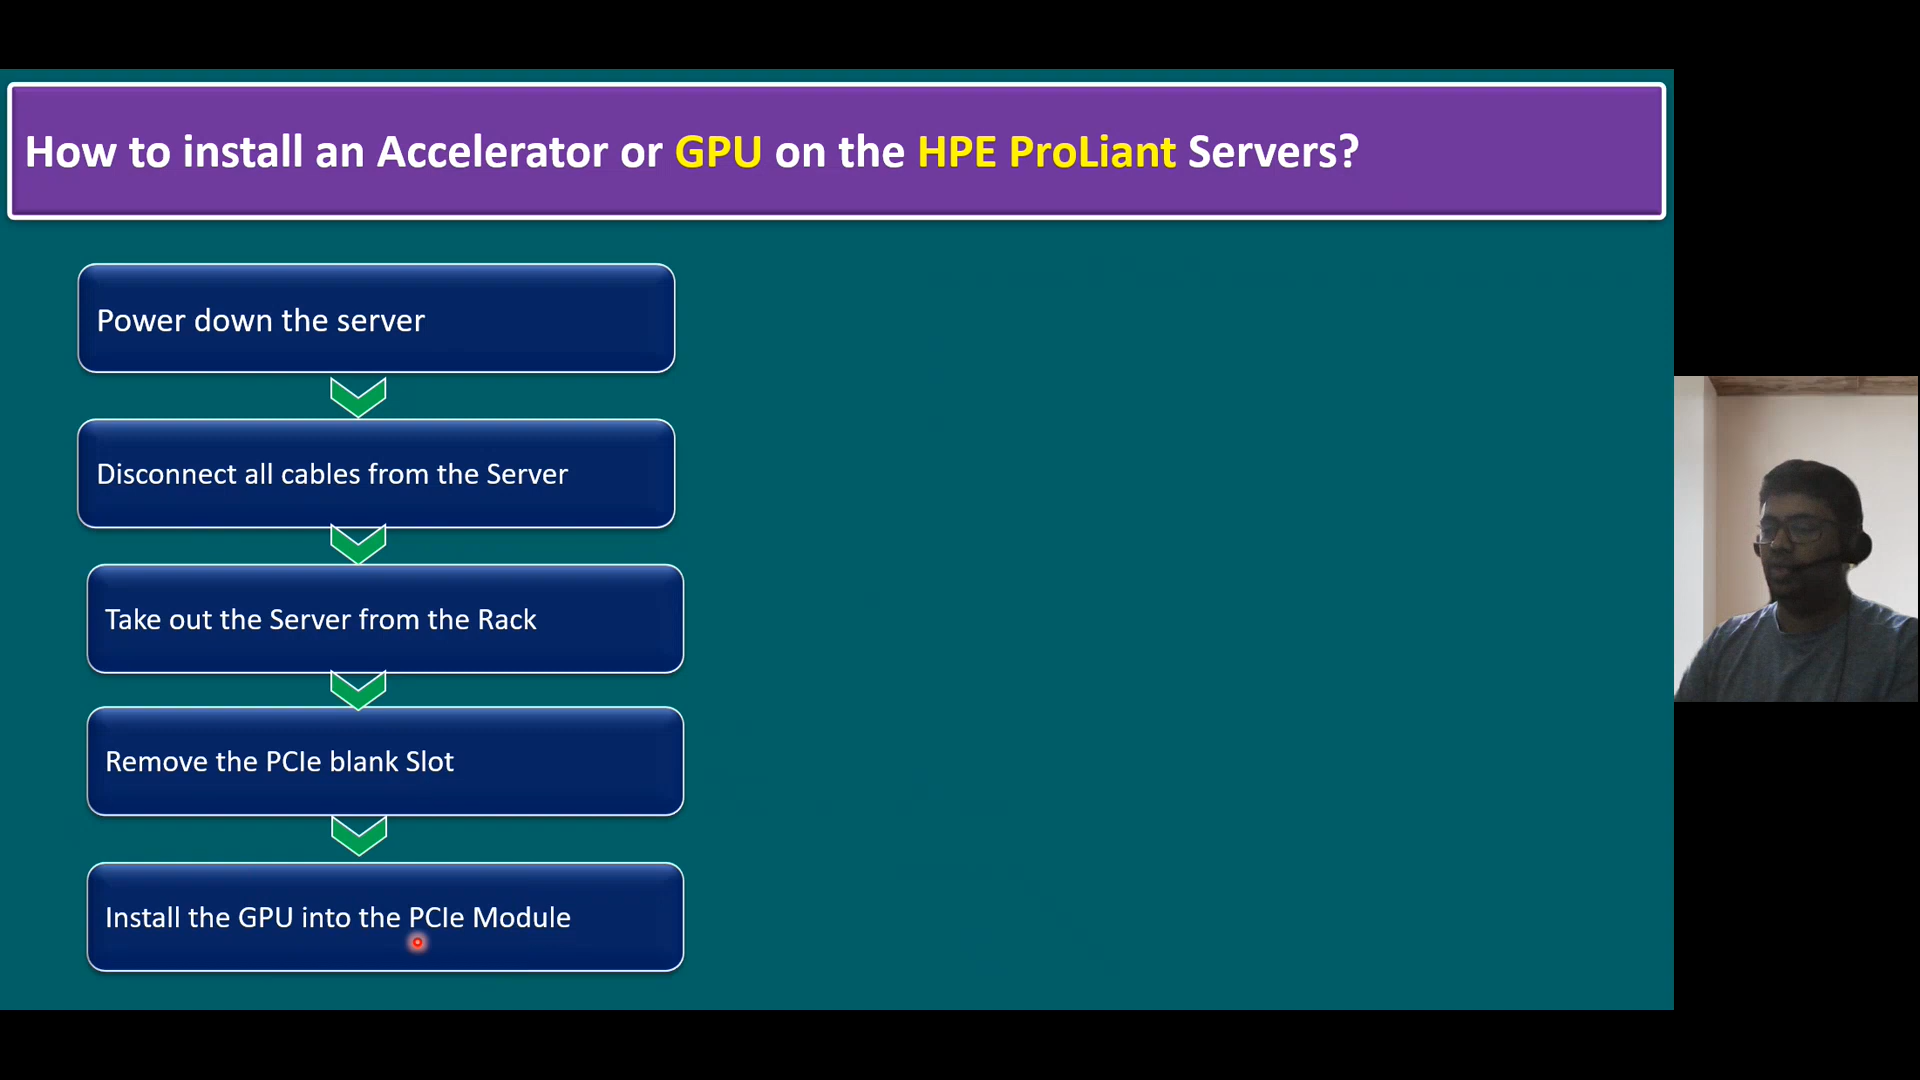 How to install an Accelerator or GPU on the HPE ProLiant Servers?
Power down the server
Disconnect all cables from the Server
Take out the Server from the Rack
Remove the PCIe blank Slot
Install the GPU into the PCIe Module